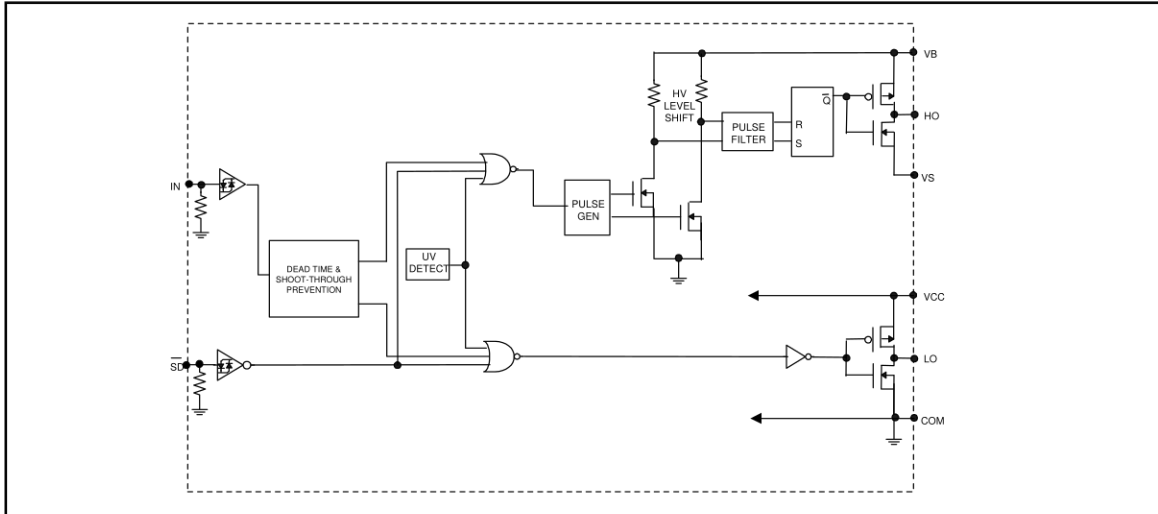 VB
HV
LEVEL
SHIFT
Q̅
PULSE
FILTER
R
S
HO
VS
IN
PULSE
GEN
UV
DETECT
DEAD TIME &
SHOOT-THROUGH
PREVENTION
VCC
S̅D̅
LO
COM